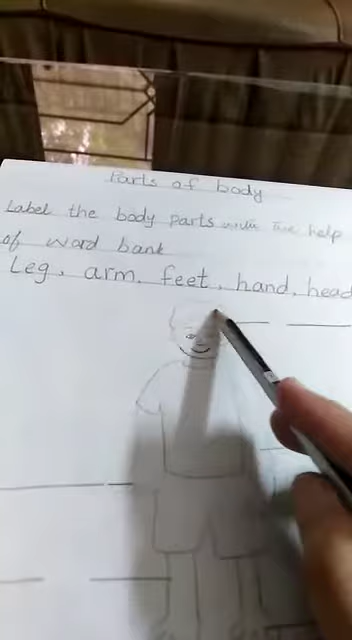 Parts of body
Label the body parts with the help
of word bank
Leg, arm, feet, hand, head